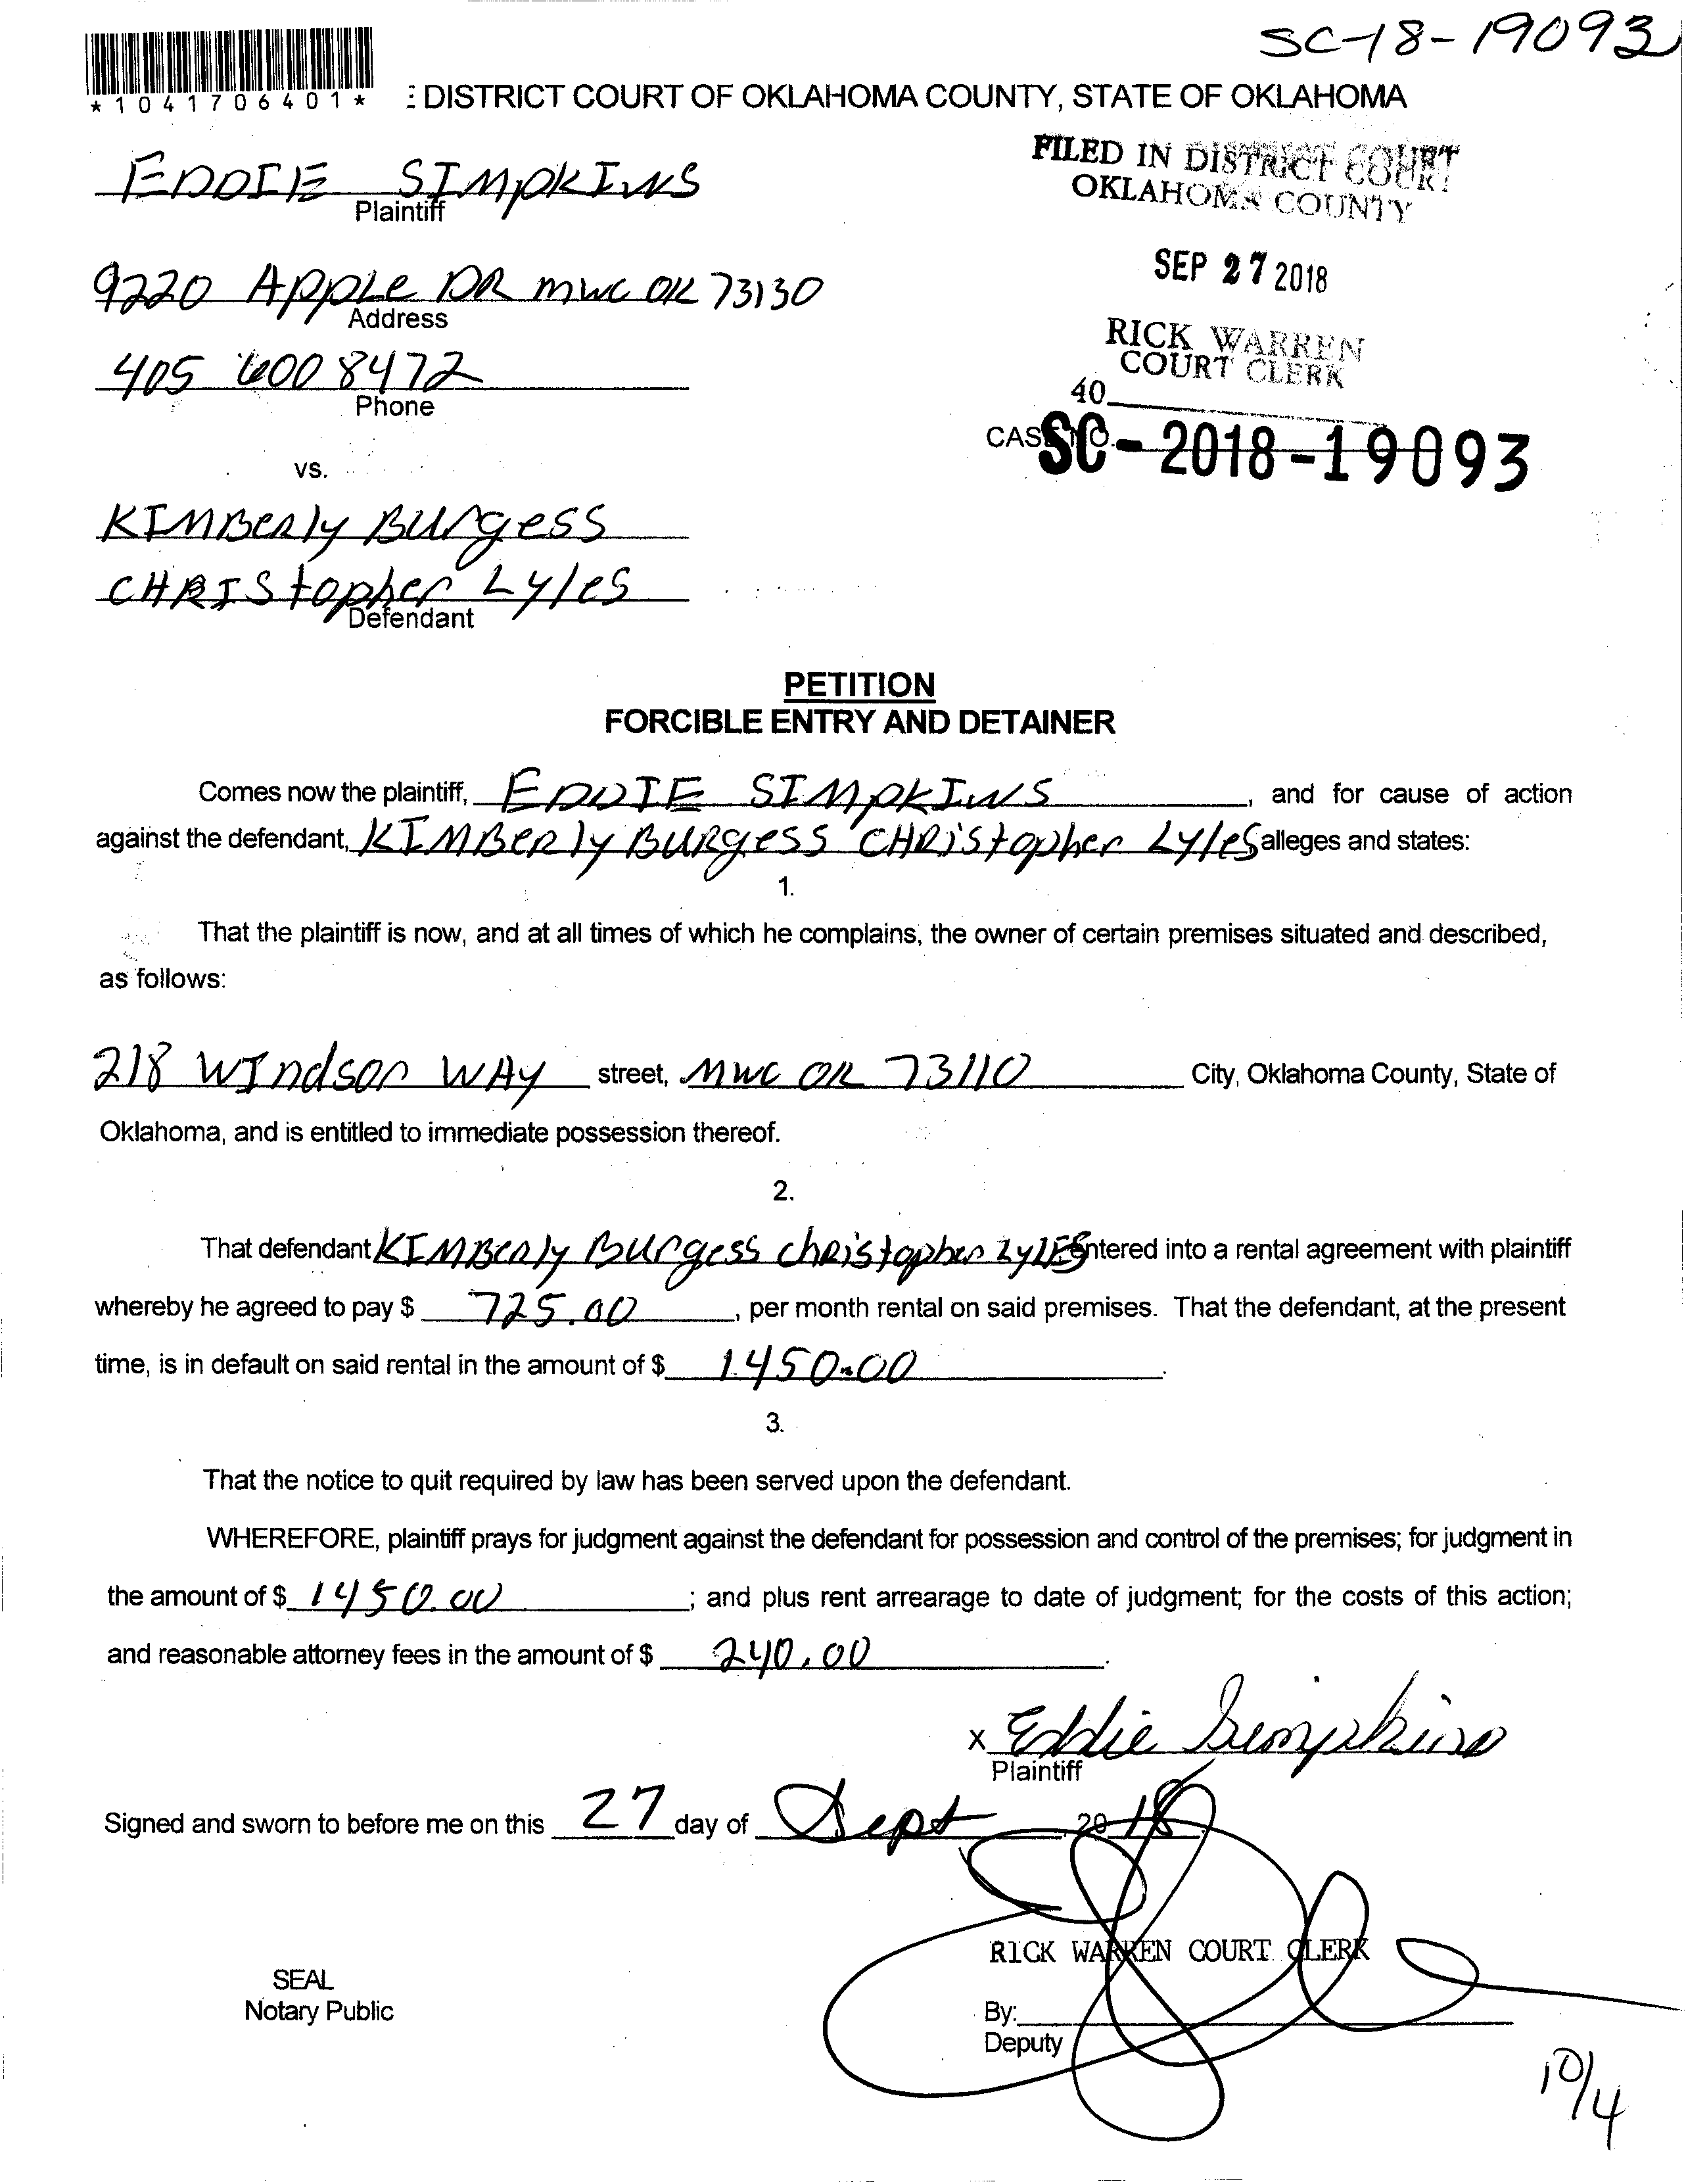 SC-18-19093
*1041706401*
: DISTRICT COURT OF OKLAHOMA COUNTY, STATE OF OKLAHOMA
EDDIE SIMPKINS
Plaintiff
FILED IN DISTRICT COURT
OKLAHOMA COUNTY
9220 Apple DR mwc OK 73130
Address
SEP 27 2018
405 600 8472
Phone
RICK WARREN
COURT CLERK
40
CASE NO. SC-2018-19093
vs.
KIMBERly BUrgess
CHRIStopher Lyles
Defendant
PETITION
FORCIBLE ENTRY AND DETAINER
Comes now the plaintiff, EDDIE SIMpkINS, and for cause of action
against the defendant, KIMBERly BURgess CHRiStopher Lyles alleges and states:
1.
That the plaintiff is now, and at all times of which he complains, the owner of certain premises situated and described,
as follows:
218 WIndsor WAy street, MWC OK 73110 City, Oklahoma County, State of
Oklahoma, and is entitled to immediate possession thereof.
2.
That defendant KIMBERly BUrgess christopher LylES entered into a rental agreement with plaintiff
whereby he agreed to pay $ 725.00, per month rental on said premises. That the defendant, at the present
time, is in default on said rental in the amount of $ 1450.00.
3.
That the notice to quit required by law has been served upon the defendant.
WHEREFORE, plaintiff prays for judgment against the defendant for possession and control of the premises; for judgment in
the amount of $ 1450.00; and plus rent arrearage to date of judgment; for the costs of this action;
and reasonable attorney fees in the amount of $ 240.00.
x Eddie Simpkins
Plaintiff
Signed and sworn to before me on this 27 day of Sept, 20 18.
RICK WARREN COURT CLERK
SEAL
Notary Public
By:
Deputy
10/4